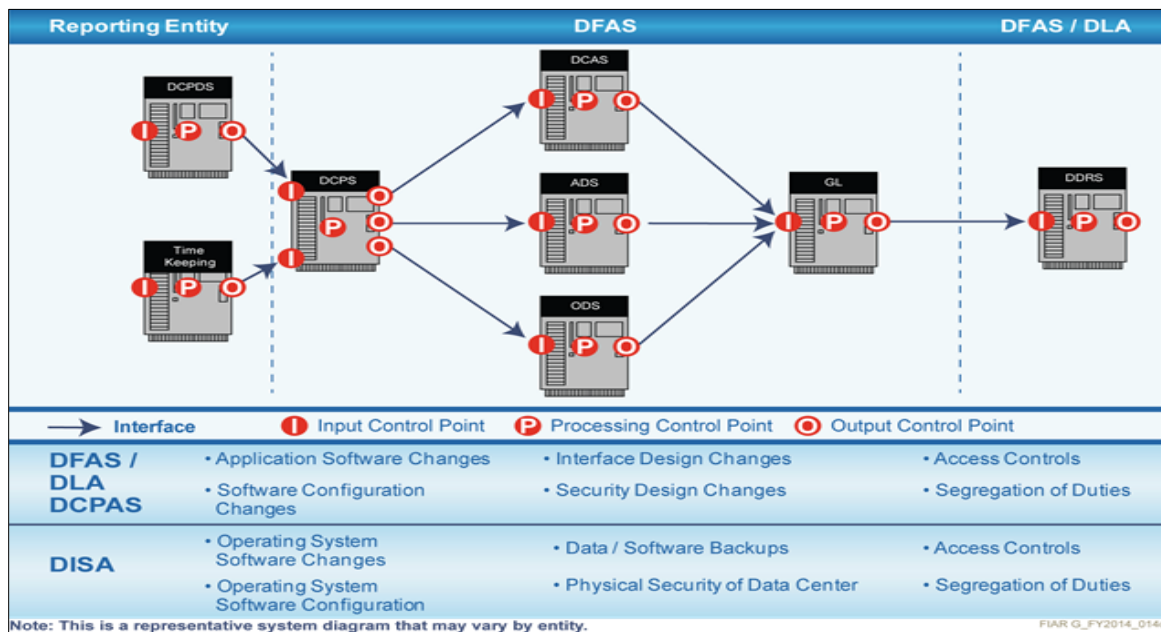 Reporting Entity DFAS DFAS / DLA
DCAS
DCPDS
I P O
I P O
DCPS
ADS
GL
DDRS
I O
P O
O
I P O
I P O
I P O
Time
Keeping
I
I P O
ODS
I P O
Interface I Input Control Point P Processing Control Point O Output Control Point
DFAS /
DLA
DCPAS
• Application Software Changes
• Software Configuration
Changes
• Interface Design Changes
• Security Design Changes
• Access Controls
• Segregation of Duties
DISA
• Operating System
Software Changes
• Operating System
Software Configuration
• Data / Software Backups
• Physical Security of Data Center
• Access Controls
• Segregation of Duties
Note: This is a representative system diagram that may vary by entity.